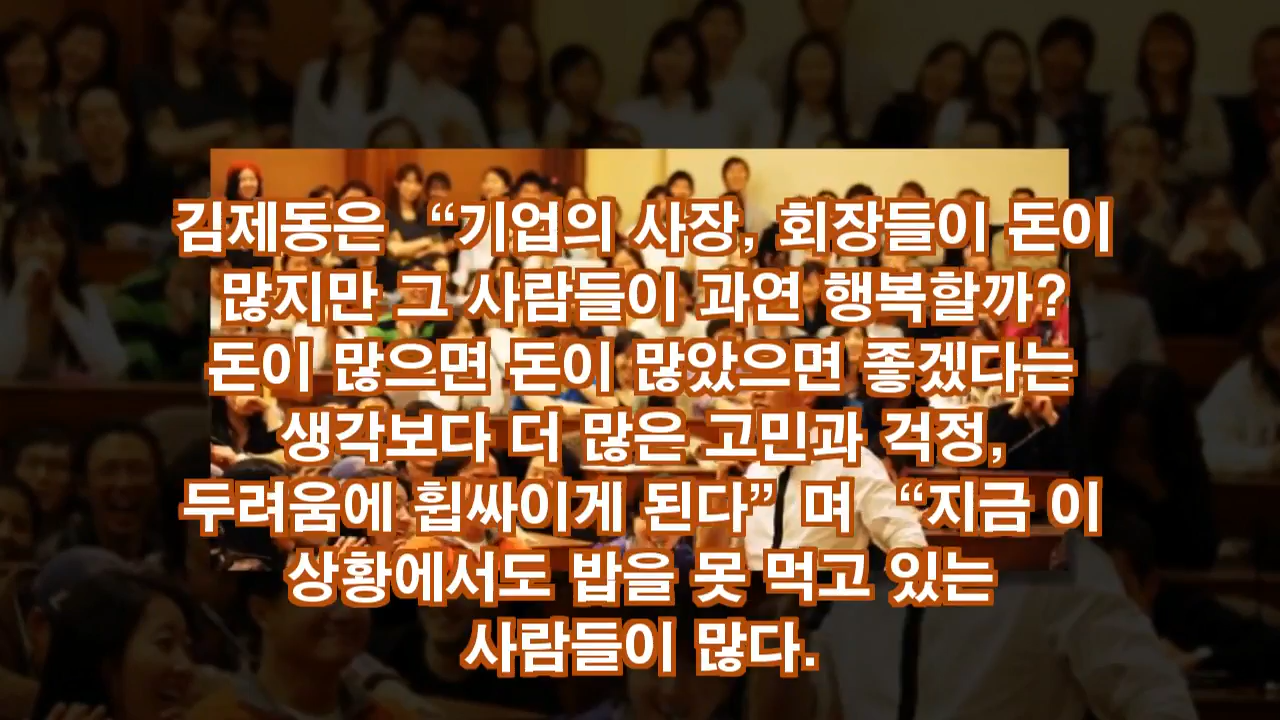 김제동은 “기업의 사장, 회장들이 돈이
많지만 그 사람들이 과연 행복할까?
돈이 많으면 돈이 많았으면 좋겠다는
생각보다 더 많은 고민과 걱정,
두려움에 휩싸이게 된다” 며 “지금 이
상황에서도 밥을 못 먹고 있는
사람들이 많다.